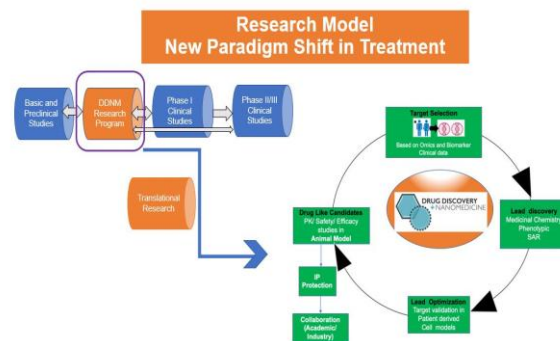 Research Model
New Paradigm Shift in Treatment
Basic and
Preclinical
Studies
DDNM
Research
Program
Phase I
Clinical
Studies
Phase II/III
Clinical
Studies
Translational
Research
Target Selection
Based on Omics and Biomarker
Clinical data
Lead discovery
Medicinal Chemistry
Phenotypic
SAR
Lead Optimization
Target validation in
Patient derived
Cell models
Drug Like Candidates
PK/ Safety/ Efficacy
studies in
Animal Model
IP
Protection
Collaboration
(Academic/
Industry)
DRUG DISCOVERY
+NANOMEDICINE